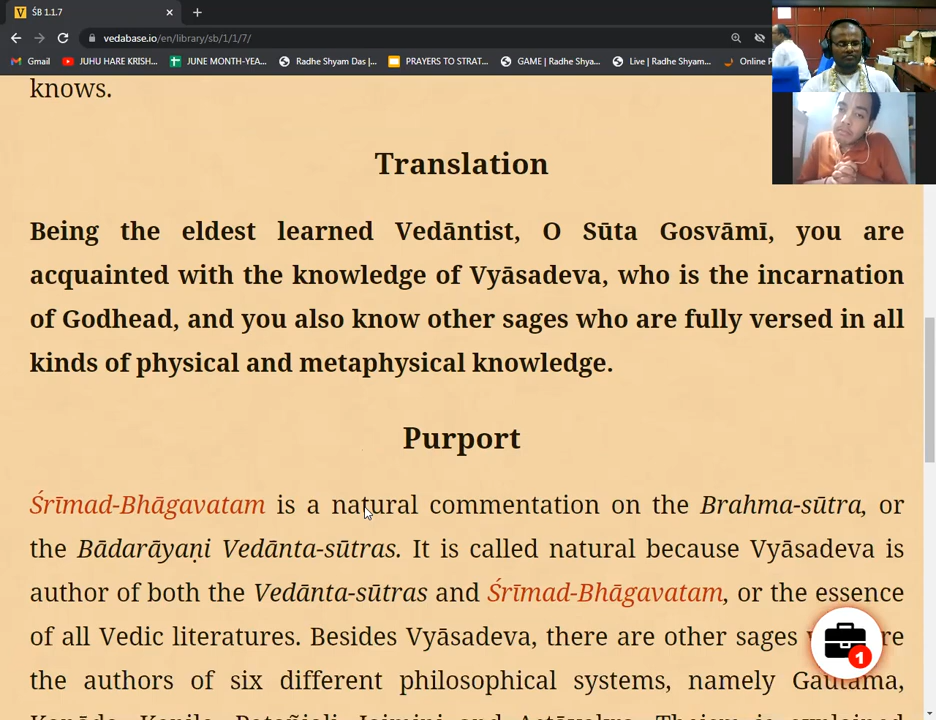 ŚB 1.1.7
vedabase.io/en/library/sb/1/1/7/
Gmail JUHU HARE KRISH... JUNE MONTH-YEA... Radhe Shyam Das |... PRAYERS TO STRAT... GAME | Radhe Shya... Live | Radhe Shyam... Online P
knows.
Translation
Being the eldest learned Vedāntist, O Sūta Gosvāmī, you are
acquainted with the knowledge of Vyāsadeva, who is the incarnation
of Godhead, and you also know other sages who are fully versed in all
kinds of physical and metaphysical knowledge.
Purport
Śrīmad-Bhāgavatam is a natural commentation on the Brahma-sūtra, or
the Bādarāyaṇi Vedānta-sūtras. It is called natural because Vyāsadeva is
author of both the Vedānta-sūtras and Śrīmad-Bhāgavatam, or the essence
of all Vedic literatures. Besides Vyāsadeva, there are other sages
1
the authors of six different philosophical systems, namely Gautama,